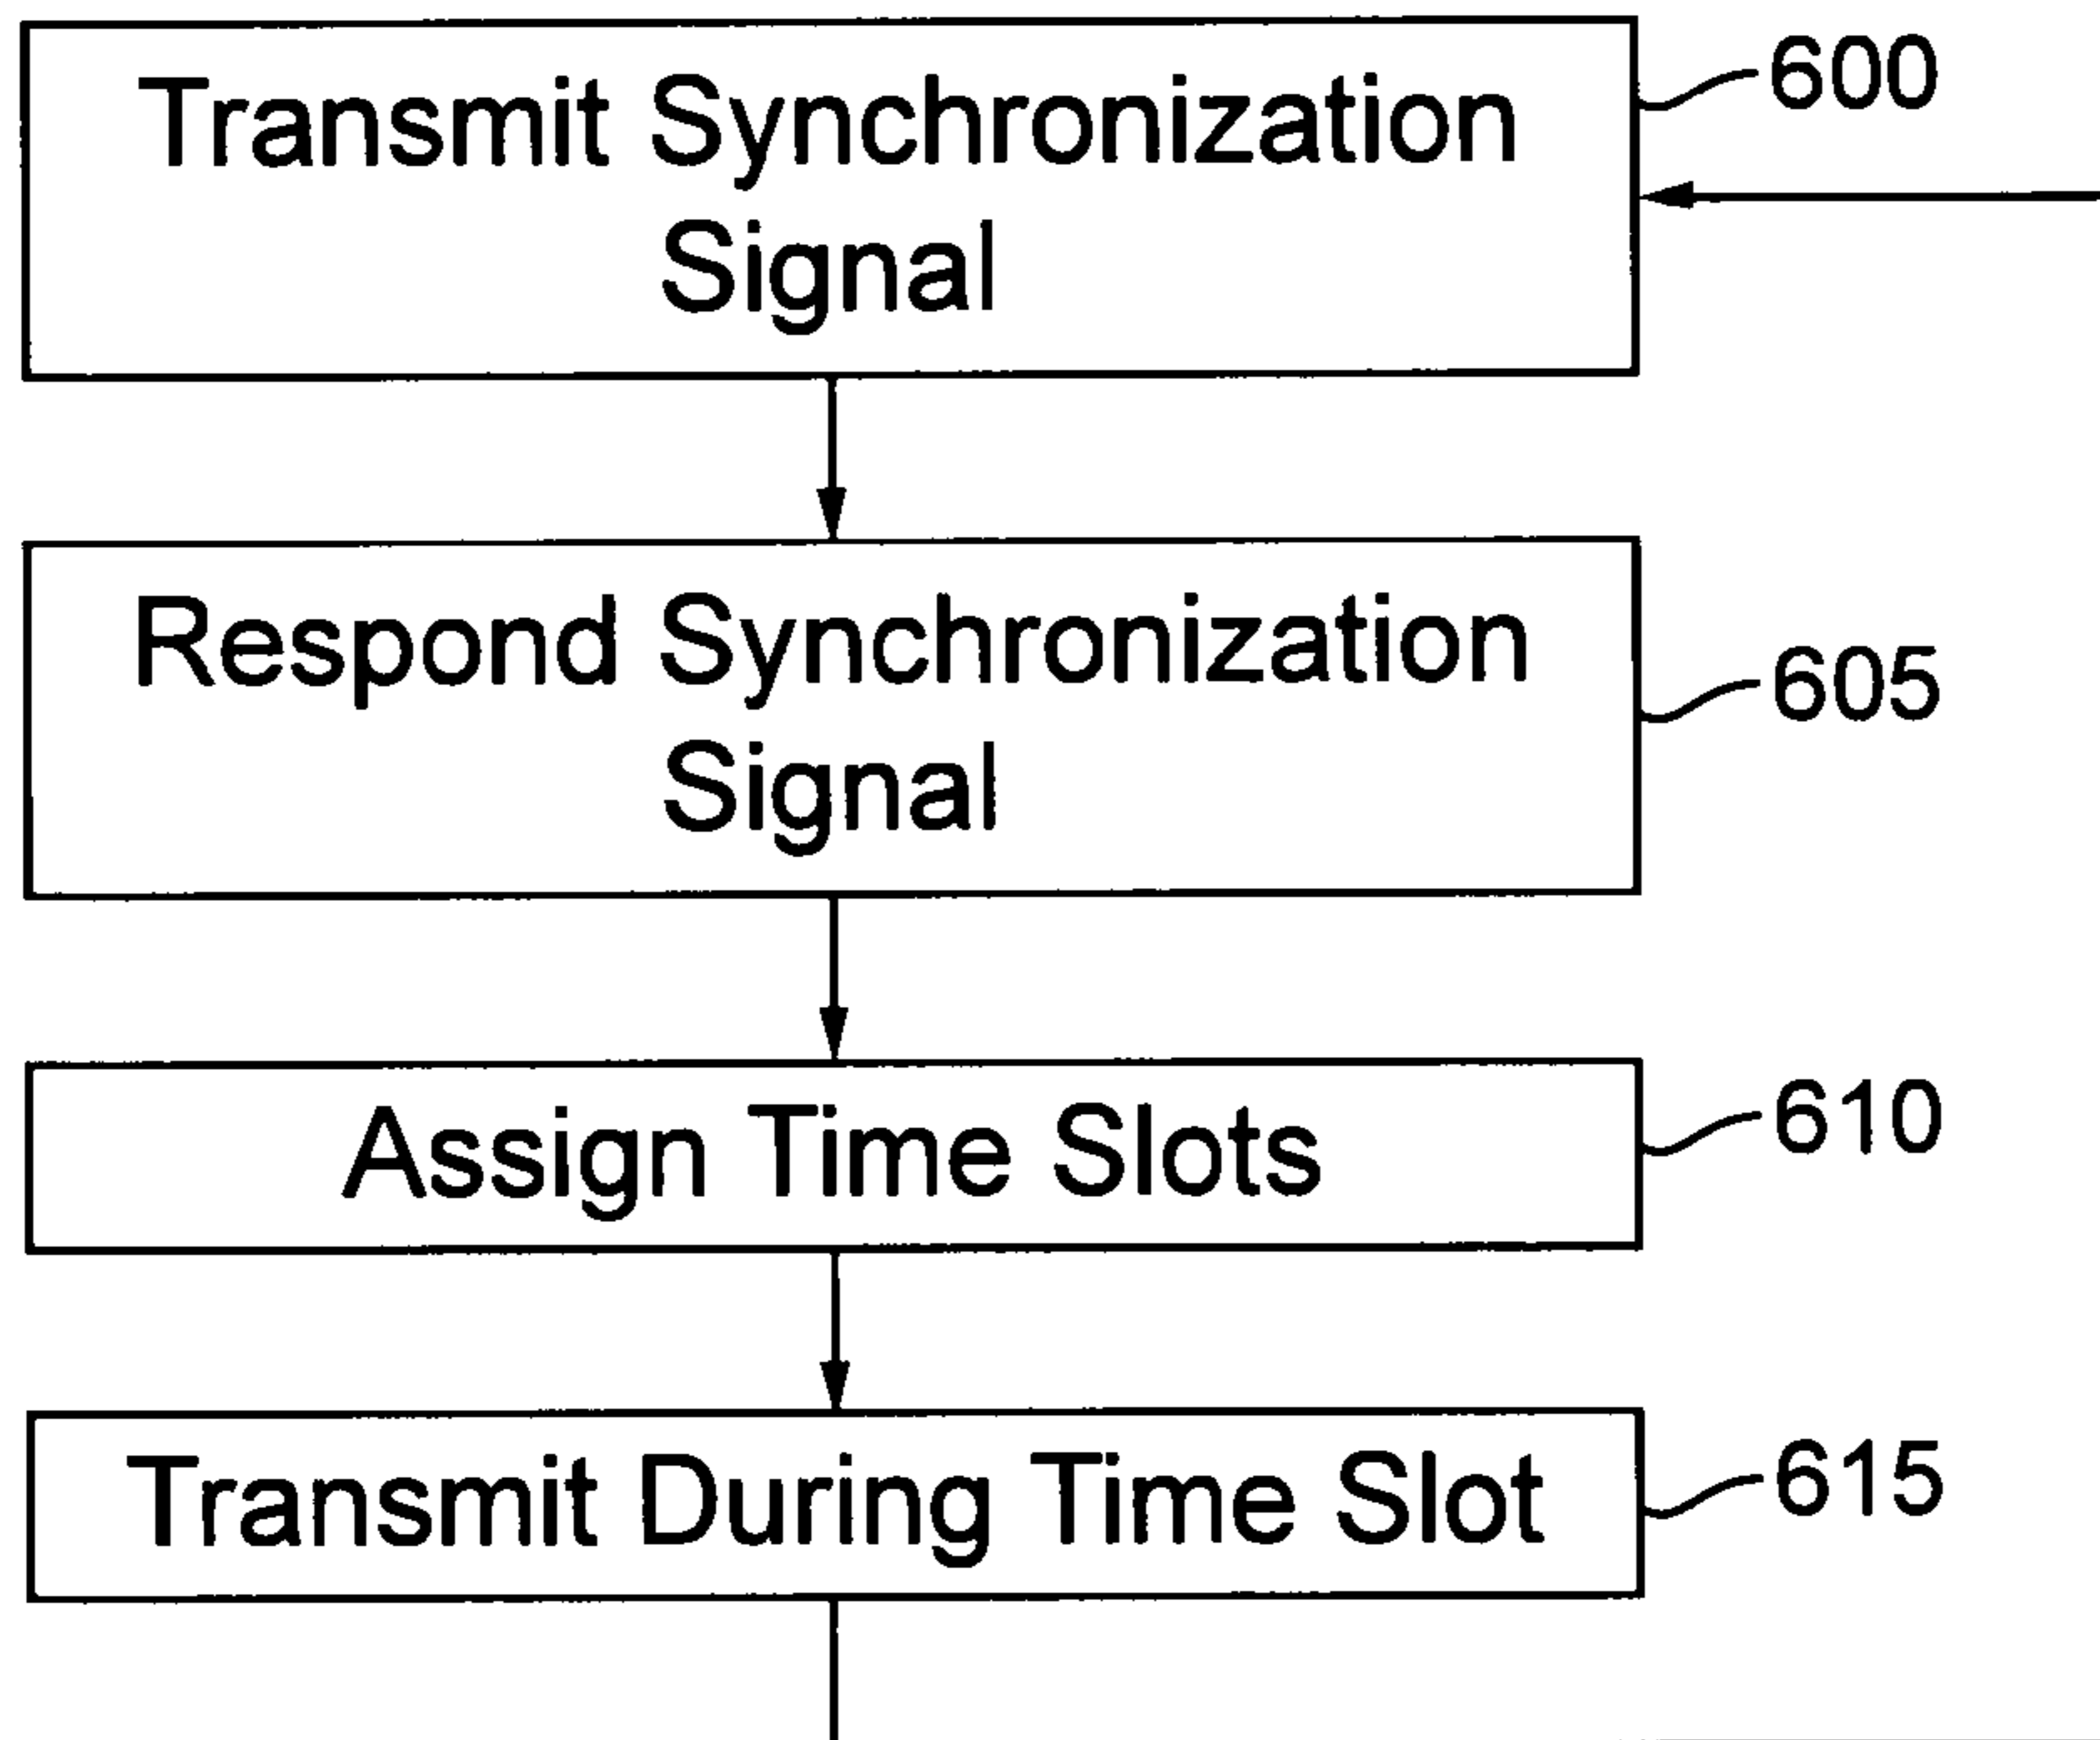 Transmit Synchronization
Signal
600
Respond Synchronization
Signal
605
Assign Time Slots
610
Transmit During Time Slot
615